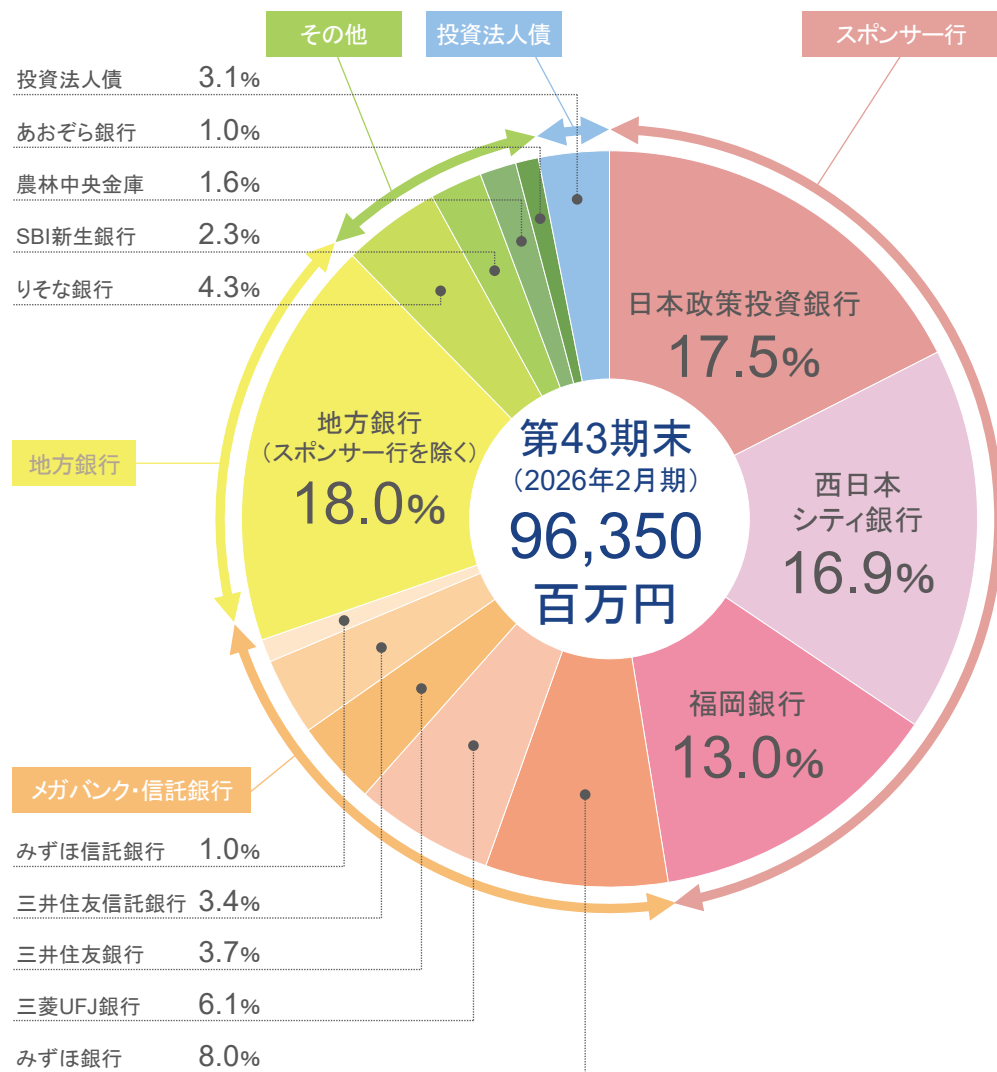 その他
投資法人債
スポンサー行
投資法人債 3.1%
あおぞら銀行 1.0%
農林中央金庫 1.6%
SBI新生銀行 2.3%
りそな銀行 4.3%
日本政策投資銀行
17.5%
西日本
シティ銀行
16.9%
福岡銀行
13.0%
地方銀行
(スポンサー行を除く)
18.0%
第43期末
(2026年2月期)
96,350
百万円
地方銀行
メガバンク・信託銀行
みずほ信託銀行 1.0%
三井住友信託銀行 3.4%
三井住友銀行 3.7%
三菱UFJ銀行 6.1%
みずほ銀行 8.0%